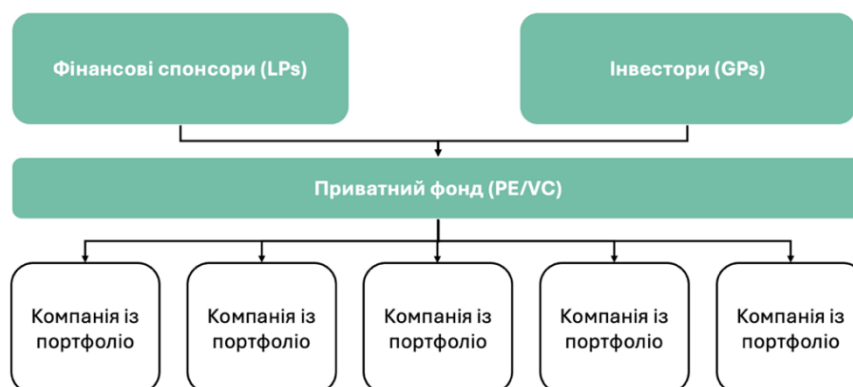 Фінансові спонсори (LPs)
Інвестори (GPs)
Приватний фонд (PE/VC)
Компанія із
портфоліо
Компанія із
портфоліо
Компанія із
портфоліо
Компанія із
портфоліо
Компанія із
портфоліо